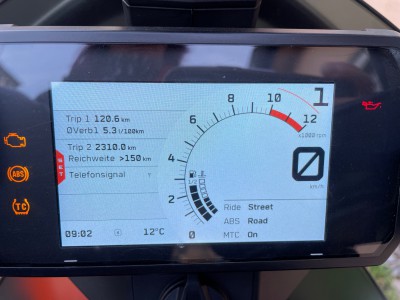 Trip 1 120.6 km
ØVerb1 5.3 l/100km
Trip 2 2310.0 km
Reichweite >150 km
Telefonsignal ?
SET
ABS
TC
09:02
12°C
0
2
4
6
8
10
12
x1000 rpm
1
0
km/h
Ride Street
ABS Road
MTC. On